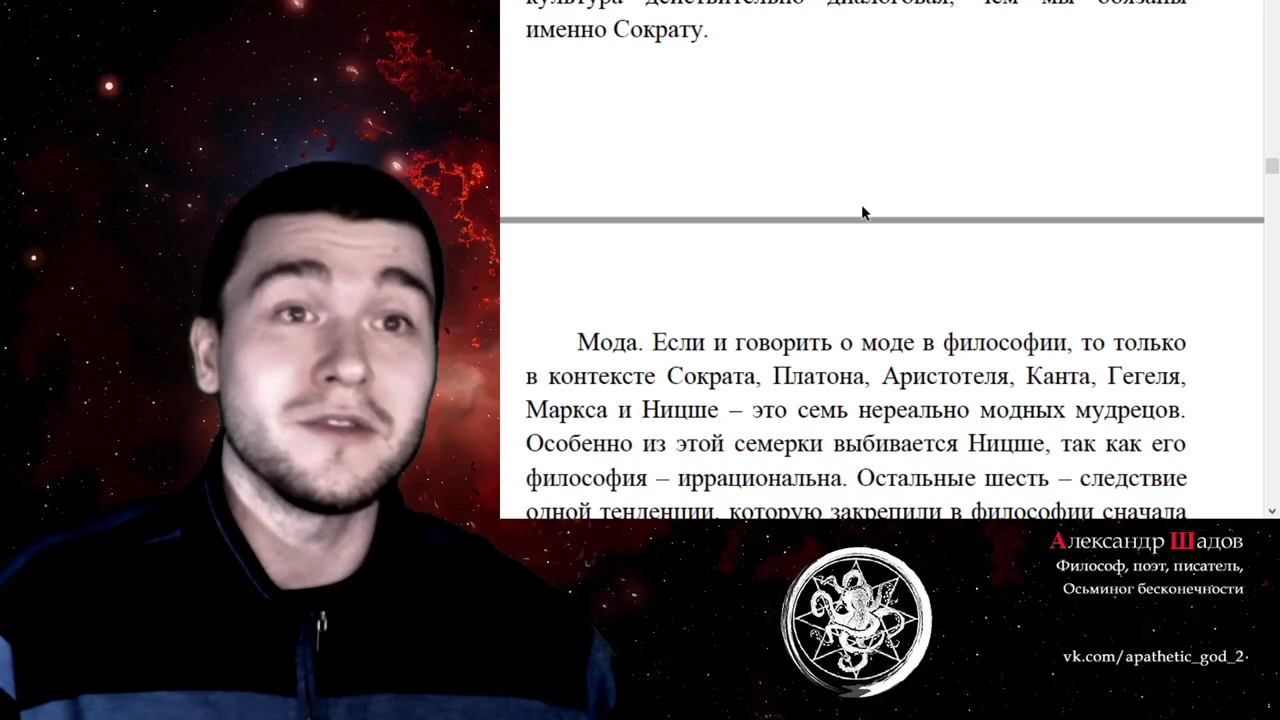 культура действительно диалоговая, чем мы обязаны
именно Сократу.
Мода. Если и говорить о моде в философии, то только
в контексте Сократа, Платона, Аристотеля, Канта, Гегеля,
Маркса и Ницше – это семь нереально модных мудрецов.
Особенно из этой семерки выбивается Ницше, так как его
философия – иррациональна. Остальные шесть – следствие
одной тенденции, которую закрепили в философии сначала
Александр Шадов
Философ, поэт, писатель,
Осьминог бесконечности
vk.com/apathetic_god_2